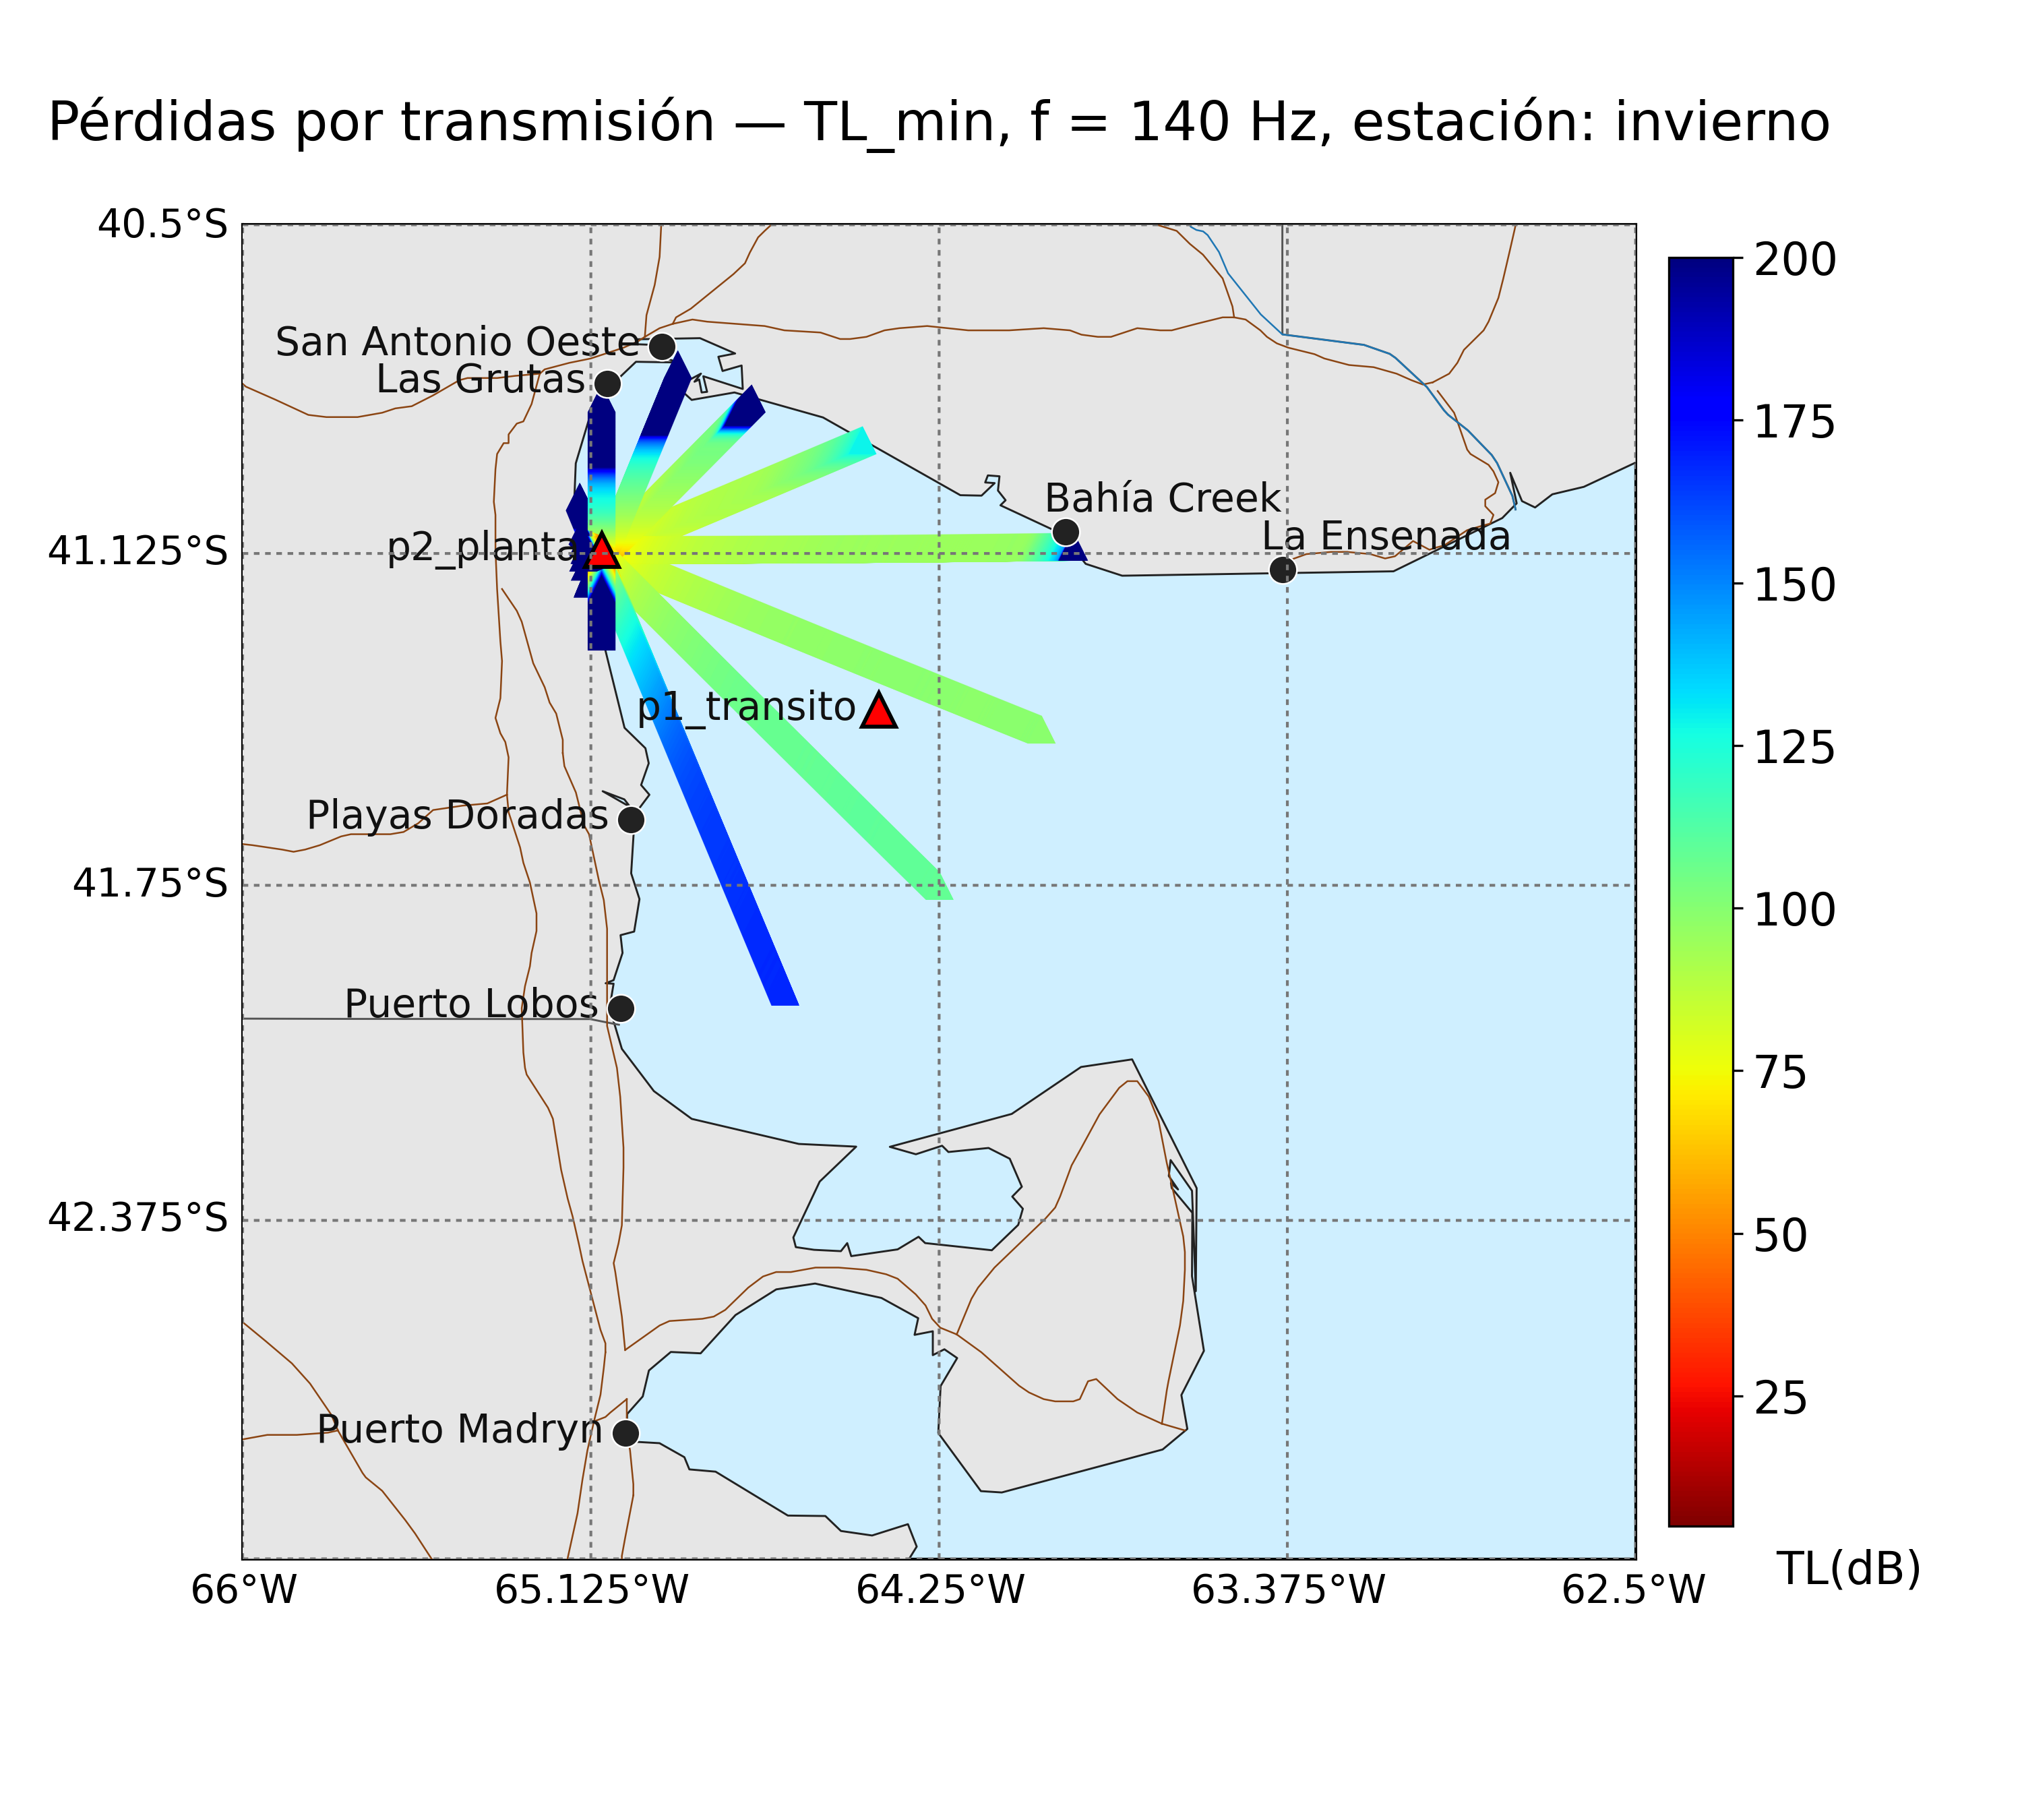 Pérdidas por transmisión — TL_min, f = 140 Hz, estación: invierno
40.5°S
41.125°S
41.75°S
42.375°S
66°W
65.125°W
64.25°W
63.375°W
62.5°W
San Antonio Oeste
Las Grutas
Bahía Creek
La Ensenada
p2_planta
p1_transito
Playas Doradas
Puerto Lobos
Puerto Madryn
200
175
150
125
100
75
50
25
TL(dB)